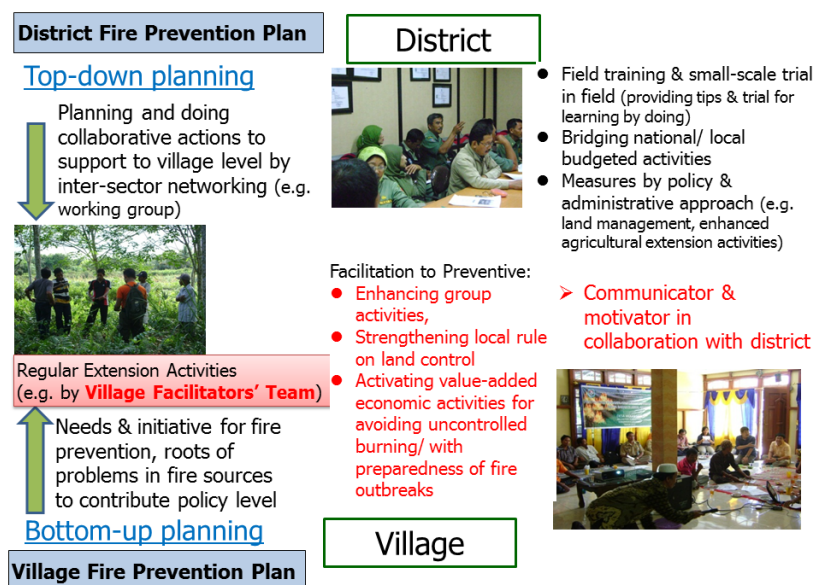 District Fire Prevention Plan
Top-down planning
Planning and doing
collaborative actions to
support to village level by
inter-sector networking (e.g.
working group)
Regular Extension Activities
(e.g. by Village Facilitators' Team)
Needs & initiative for fire
prevention, roots of
problems in fire sources
to contribute policy level
Bottom-up planning
Village Fire Prevention Plan
District
Facilitation to Preventive:
● Enhancing group
activities,
● Strengthening local rule
on land control
● Activating value-added
economic activities for
avoiding uncontrolled
burning/ with
preparedness of fire
outbreaks
Village
● Field training & small-scale trial
in field (providing tips & trial for
learning by doing)
● Bridging national/ local
budgeted activities
● Measures by policy &
administrative approach (e.g.
land management, enhanced
agricultural extension activities)
➢ Communicator &
motivator in
collaboration with district